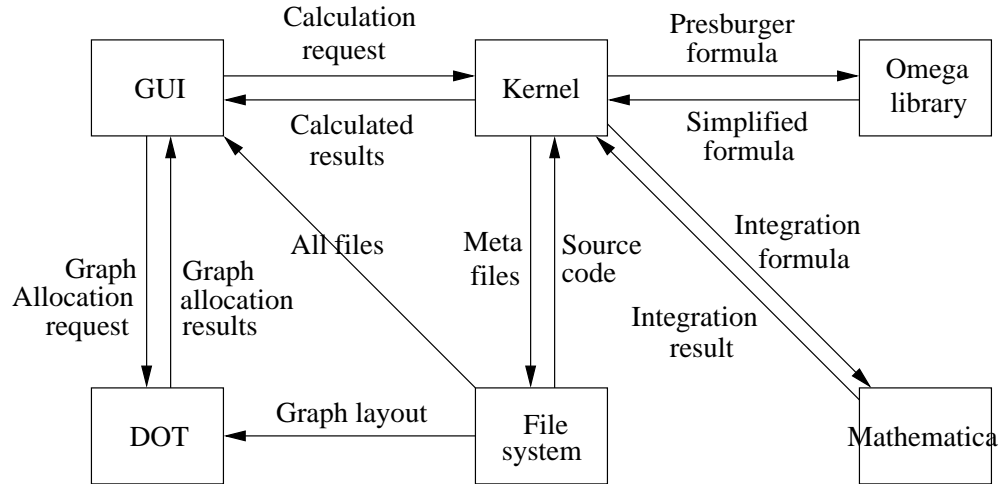 Calculation
request
Presburger
formula
GUI
Kernel
Omega
library
Calculated
results
Simplified
formula
All files
Meta
files
Source
code
Integration
formula
Graph
Allocation
request
Graph
allocation
results
Integration
result
DOT
Graph layout
File
system
Mathematica